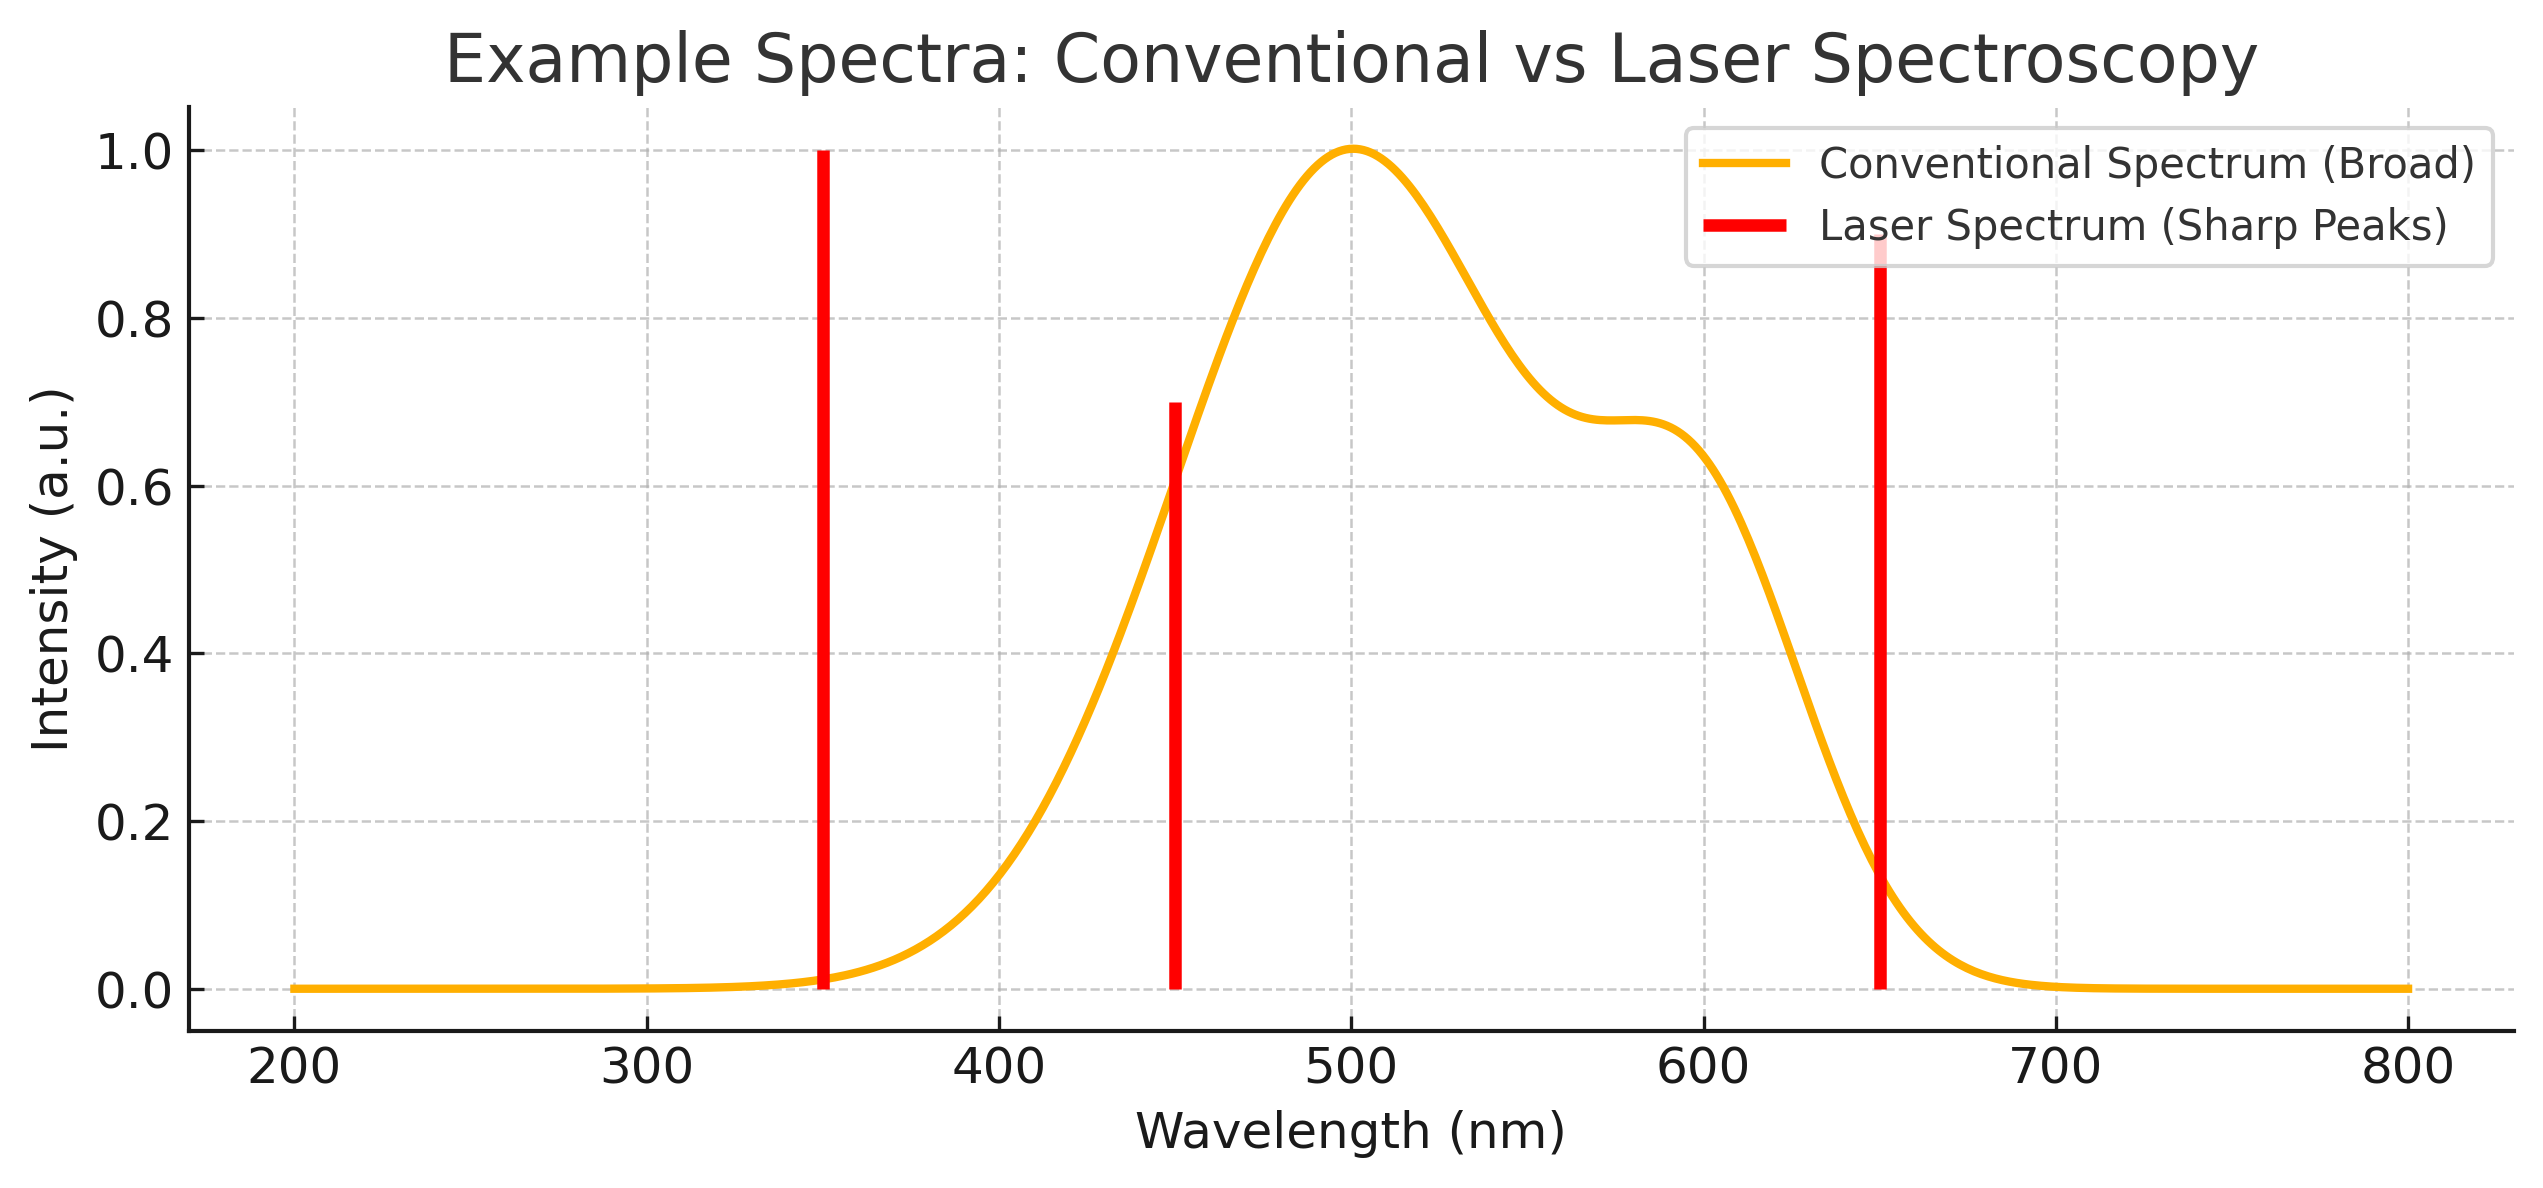 Example Spectra: Conventional vs Laser Spectroscopy
Conventional Spectrum (Broad)
Laser Spectrum (Sharp Peaks)
Intensity (a.u.)
1.0
0.8
0.6
0.4
0.2
0.0
200 300 400 500 600 700 800
Wavelength (nm)